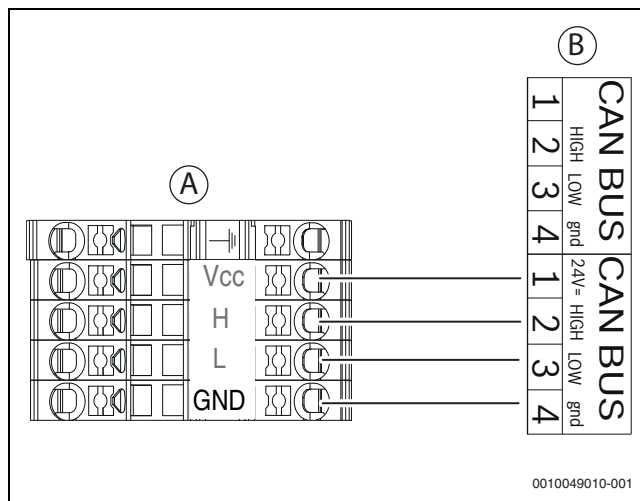 B
A
CAN BUS
1
2 HIGH
3 LOW
4 gnd
CAN BUS
1 24V=
2 HIGH
3 LOW
4 gnd
Vcc
H
L
GND
0010049010-001